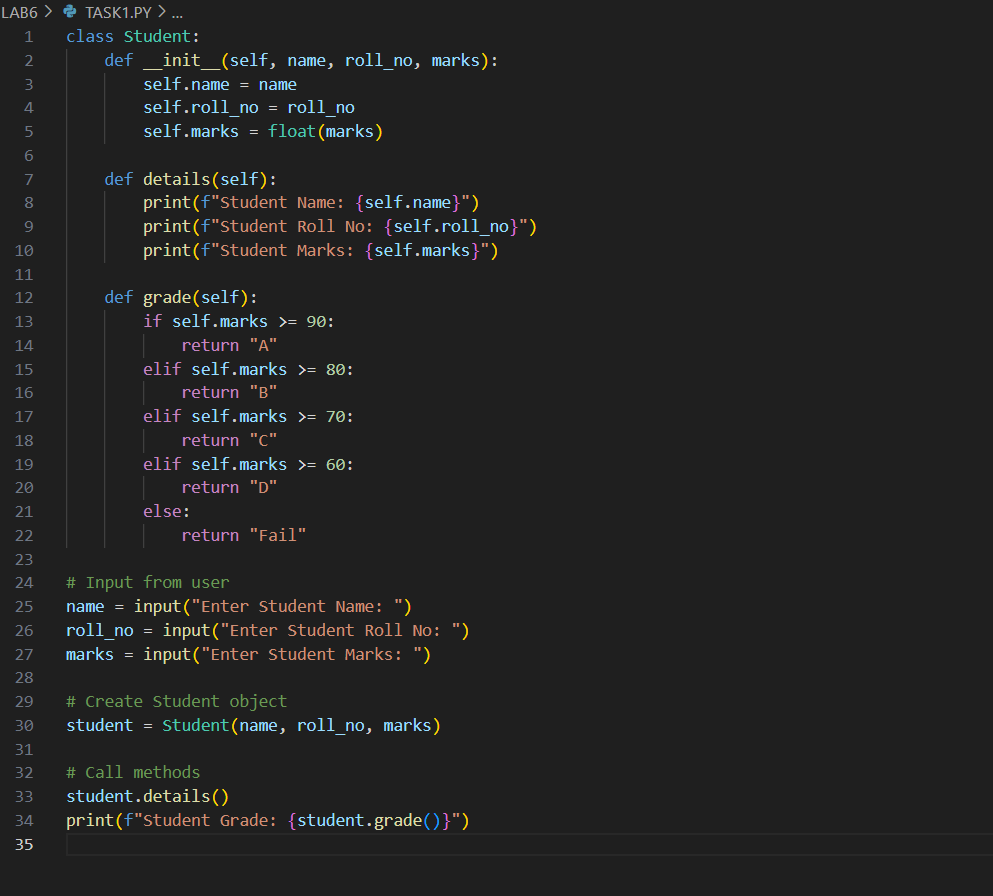 LAB6 > TASK1.PY > ...
1 class Student:
2     def __init__(self, name, roll_no, marks):
3         self.name = name
4         self.roll_no = roll_no
5         self.marks = float(marks)
6
7     def details(self):
8         print(f"Student Name: {self.name}")
9         print(f"Student Roll No: {self.roll_no}")
10         print(f"Student Marks: {self.marks}")
11
12     def grade(self):
13         if self.marks >= 90:
14             return "A"
15         elif self.marks >= 80:
16             return "B"
17         elif self.marks >= 70:
18             return "C"
19         elif self.marks >= 60:
20             return "D"
21         else:
22             return "Fail"
23
24 # Input from user
25 name = input("Enter Student Name: ")
26 roll_no = input("Enter Student Roll No: ")
27 marks = input("Enter Student Marks: ")
28
29 # Create Student object
30 student = Student(name, roll_no, marks)
31
32 # Call methods
33 student.details()
34 print(f"Student Grade: {student.grade()}")
35